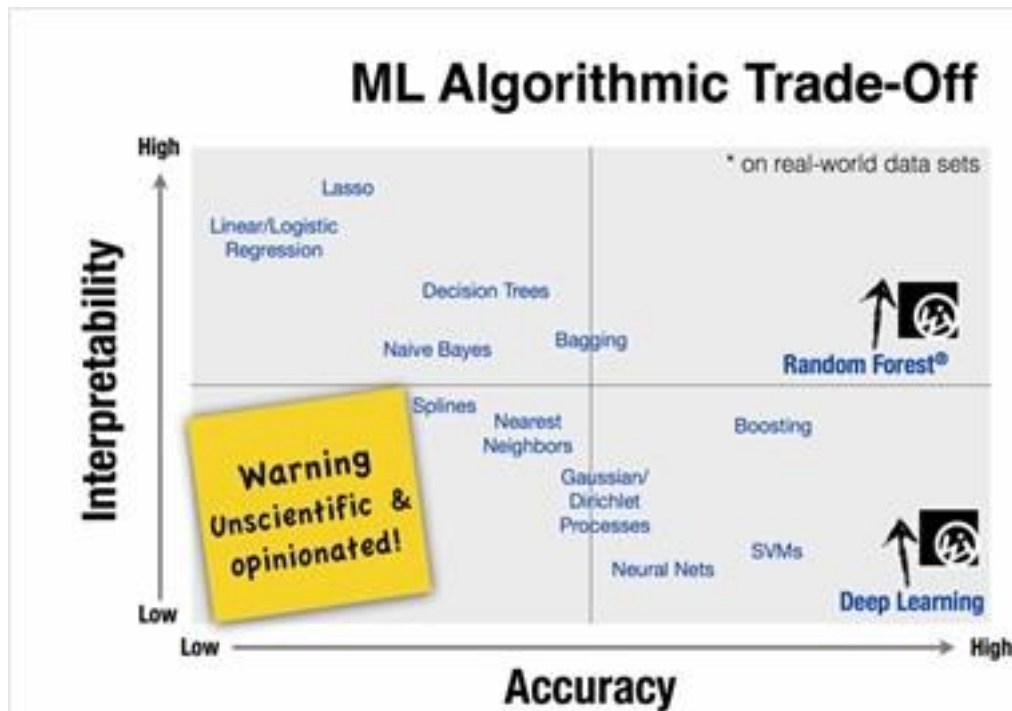 ML Algorithmic Trade-Off
High
* on real-world data sets
Lasso
Linear/Logistic
Regression
Decision Trees
Naive Bayes
Bagging
Random Forest®
Interpretability
Splines
Nearest
Neighbors
Boosting
Warning
Unscientific &
opinionated!
Gaussian/
Dirichlet
Processes
SVMs
Neural Nets
Deep Learning
Low
Low
High
Accuracy